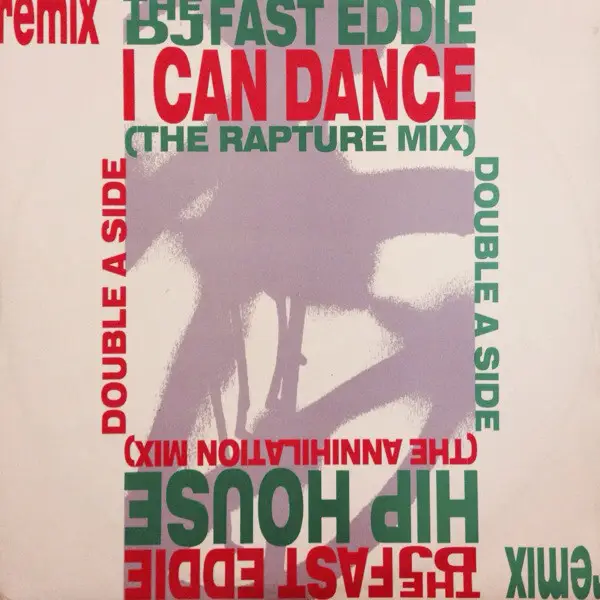 remix
THE DJ FAST EDDIE
I CAN DANCE
(THE RAPTURE MIX)
DOUBLE A SIDE
DOUBLE A SIDE
remix
THE DJ FAST EDDIE
HIP HOUSE
(THE ANNIHILATION MIX)